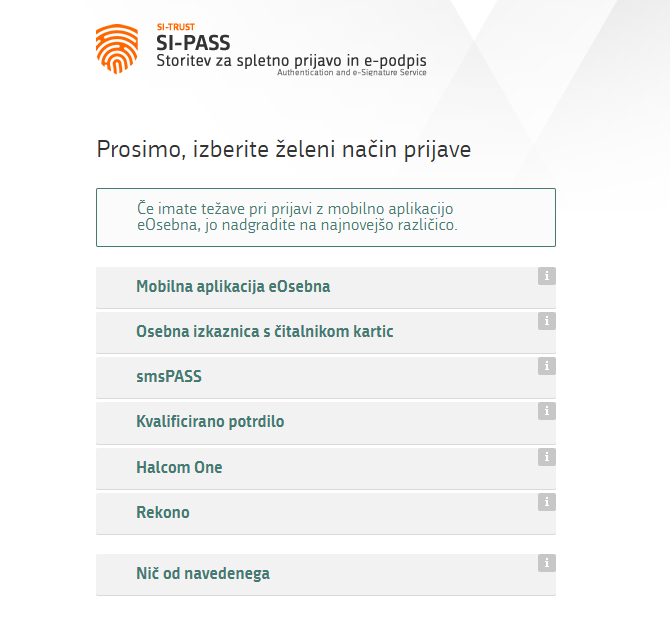 SI-TRUST
SI-PASS
Storitev za spletno prijavo in e-podpis
Authentication and e-Signature Service
Prosimo, izberite želeni način prijave
Če imate težave pri prijavi z mobilno aplikacijo
eOsebna, jo nadgradite na najnovejšo različico.
Mobilna aplikacija eOsebna
i
Osebna izkaznica s čitalnikom kartic
i
smsPASS
i
Kvalificirano potrdilo
i
Halcom One
i
Rekono
i
Nič od navedenega
i